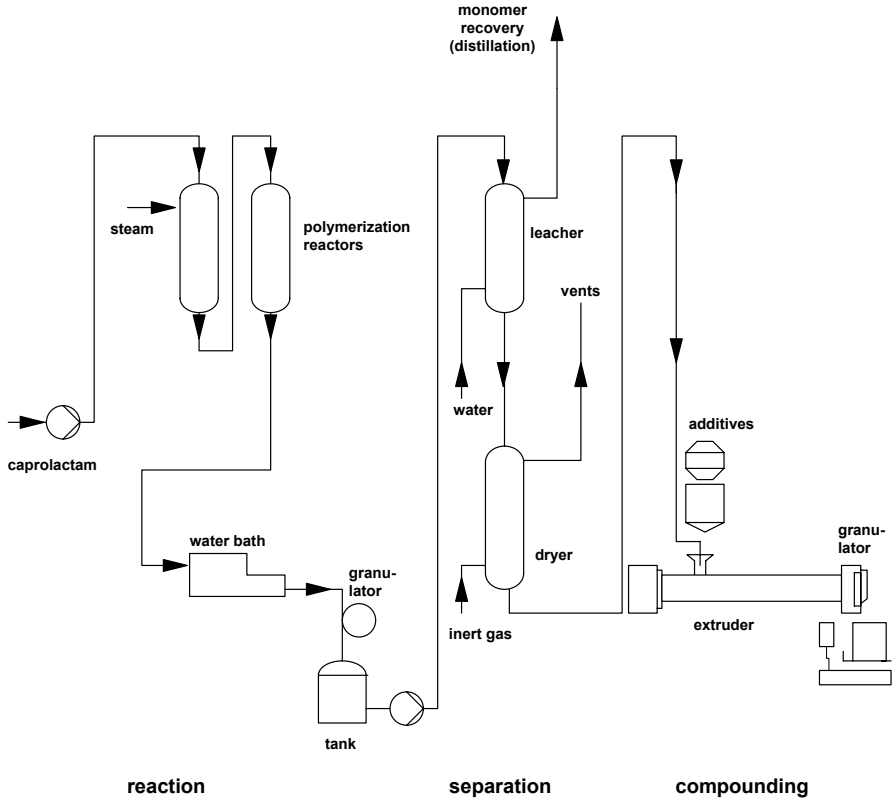 monomer
recovery
(distillation)
steam
polymerization
reactors
leacher
vents
water
caprolactam
additives
water bath
granu-
lator
dryer
granu-
lator
inert gas
extruder
tank
reaction
separation
compounding